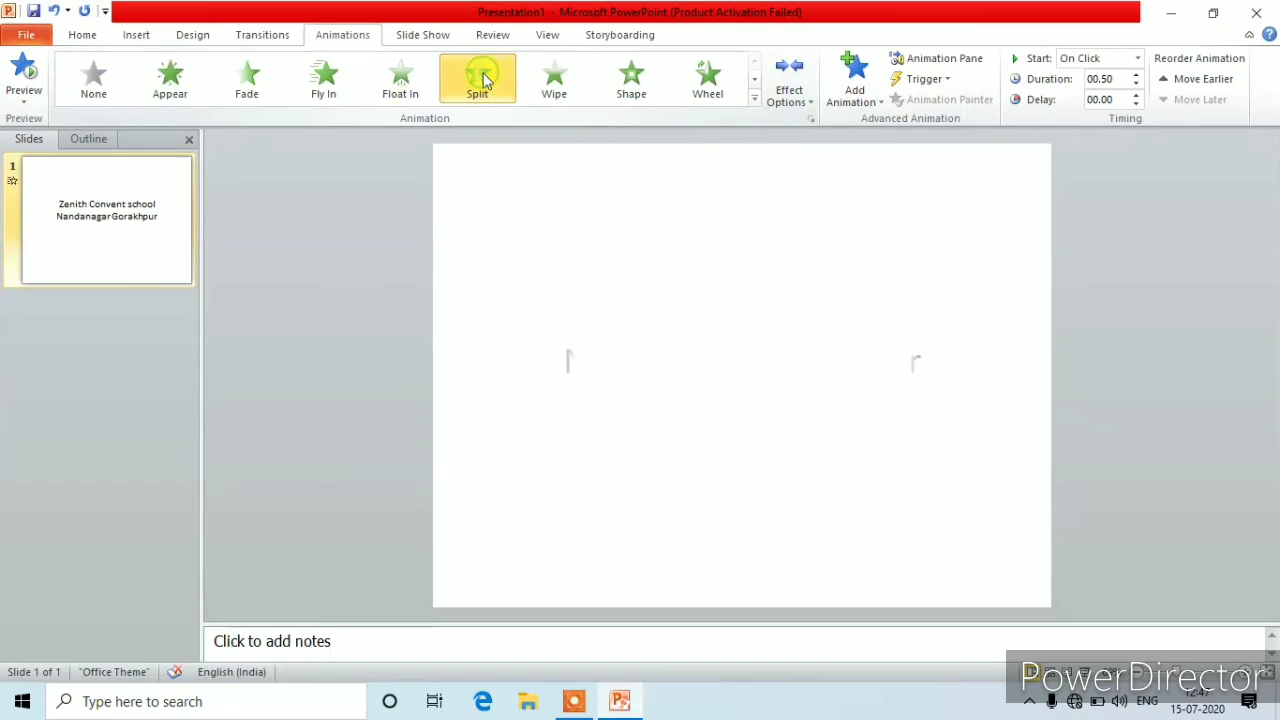 Presentation1 - Microsoft PowerPoint (Product Activation Failed)
File Home Insert Design Transitions Animations Slide Show Review View Storyboarding
Preview
None Appear Fade Fly In Float In Split Wipe Shape Wheel
Effect Options
Add Animation
Animation Pane
Trigger
Animation Painter
Start: On Click
Duration: 00.50
Delay: 00.00
Reorder Animation
Move Earlier
Move Later
Preview Animation Advanced Animation Timing
Slides Outline
1
Zenith Convent school
Nandanagar Gorakhpur
N r
Click to add notes
Slide 1 of 1 "Office Theme" English (India)
PowerDirector
Type here to search
ENG
12:47
15-07-2020